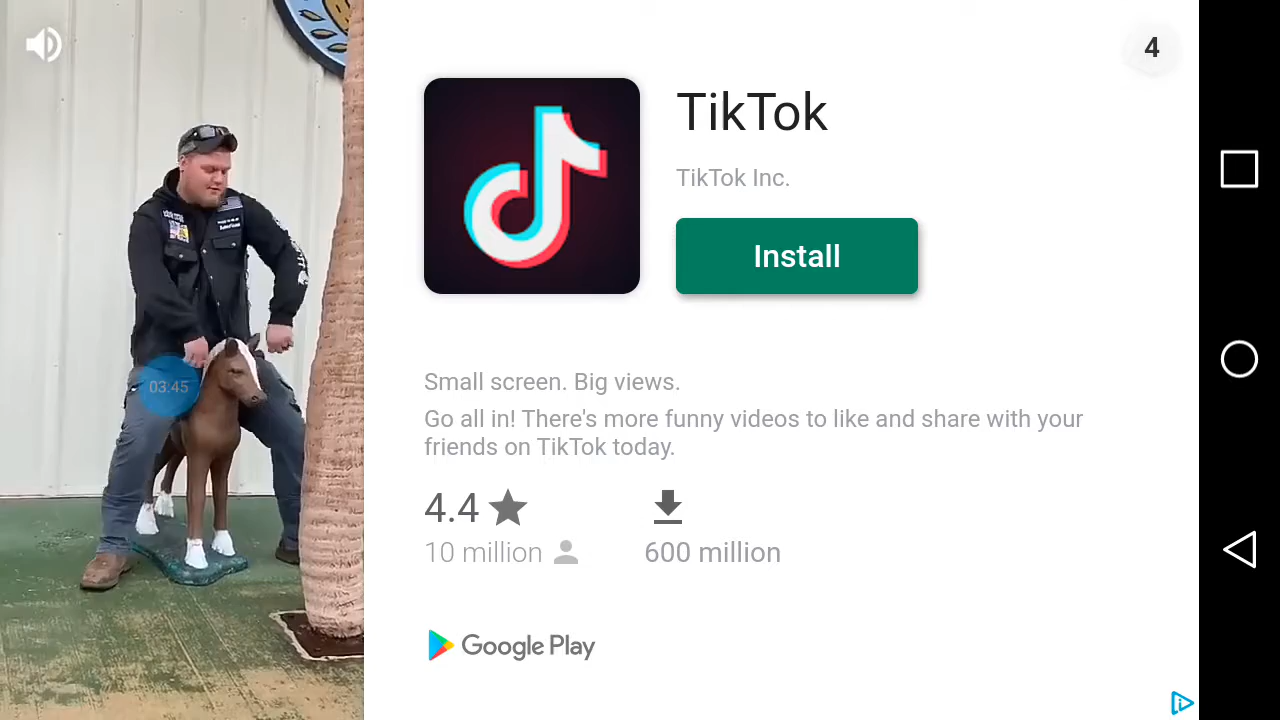 4
TikTok
TikTok Inc.
Install
03:45
Small screen. Big views.
Go all in! There's more funny videos to like and share with your
friends on TikTok today.
4.4
10 million
600 million
Google Play